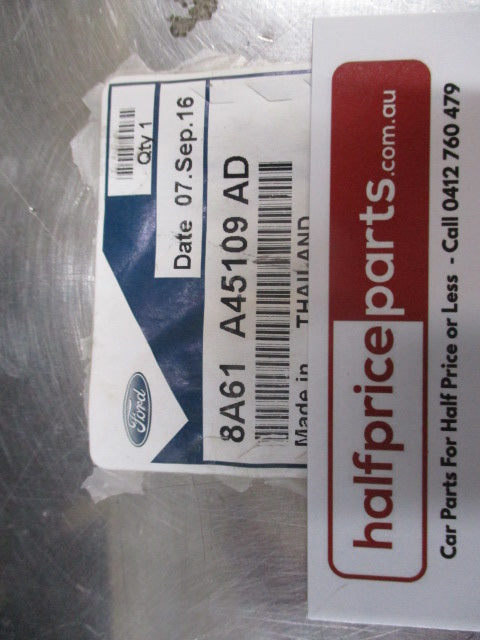 Qty 1
Date 07.Sep.16
Ford
8A61 A45109 AD
Made in THAILAND
halfpriceparts.com.au
Car Parts For Half Price or Less - Call 0412 760 479